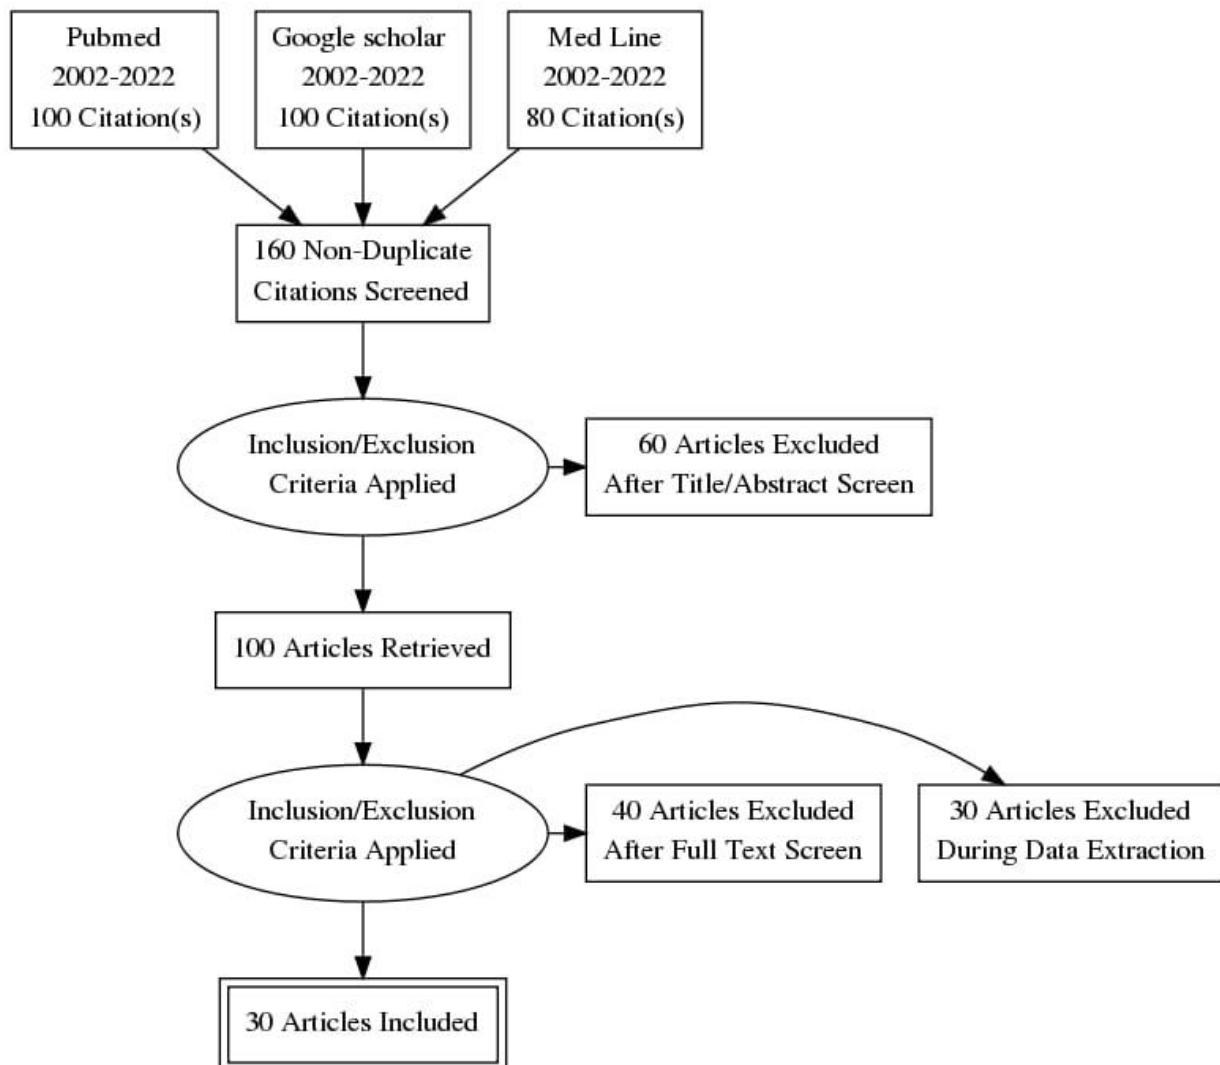 Pubmed
2002-2022
100 Citation(s)
Google scholar
2002-2022
100 Citation(s)
Med Line
2002-2022
80 Citation(s)
160 Non-Duplicate
Citations Screened
Inclusion/Exclusion
Criteria Applied
60 Articles Excluded
After Title/Abstract Screen
100 Articles Retrieved
Inclusion/Exclusion
Criteria Applied
40 Articles Excluded
After Full Text Screen
30 Articles Excluded
During Data Extraction
30 Articles Included